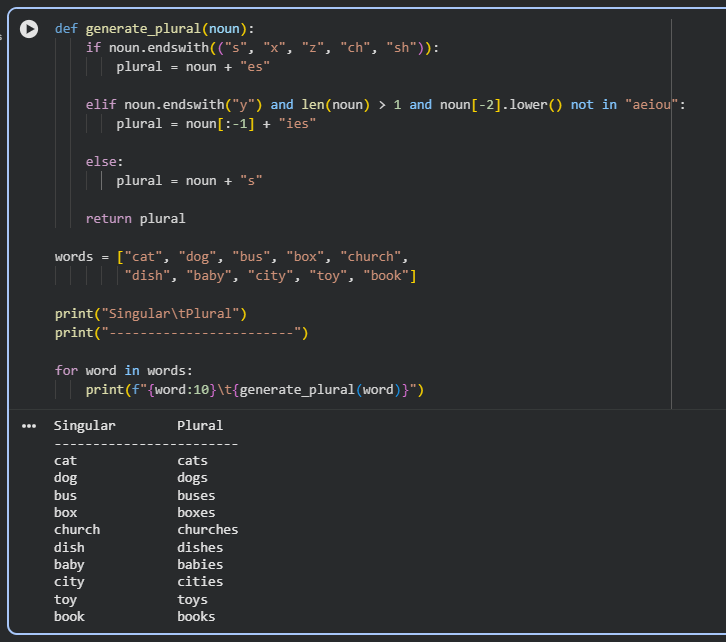 def generate_plural(noun):
    if noun.endswith(("s", "x", "z", "ch", "sh")):
        plural = noun + "es"
    elif noun.endswith("y") and len(noun) > 1 and noun[-2].lower() not in "aeiou":
        plural = noun[:-1] + "ies"
    else:
        plural = noun + "s"
    return plural
words = ["cat", "dog", "bus", "box", "church",
         "dish", "baby", "city", "toy", "book"]
print("Singular\tPlural")
print("------------------------")
for word in words:
    print(f"{word:10}\t{generate_plural(word)}")
Singular	Plural
------------------------
cat	cats
dog	dogs
bus	buses
box	boxes
church	churches
dish	dishes
baby	babies
city	cities
toy	toys
book	books